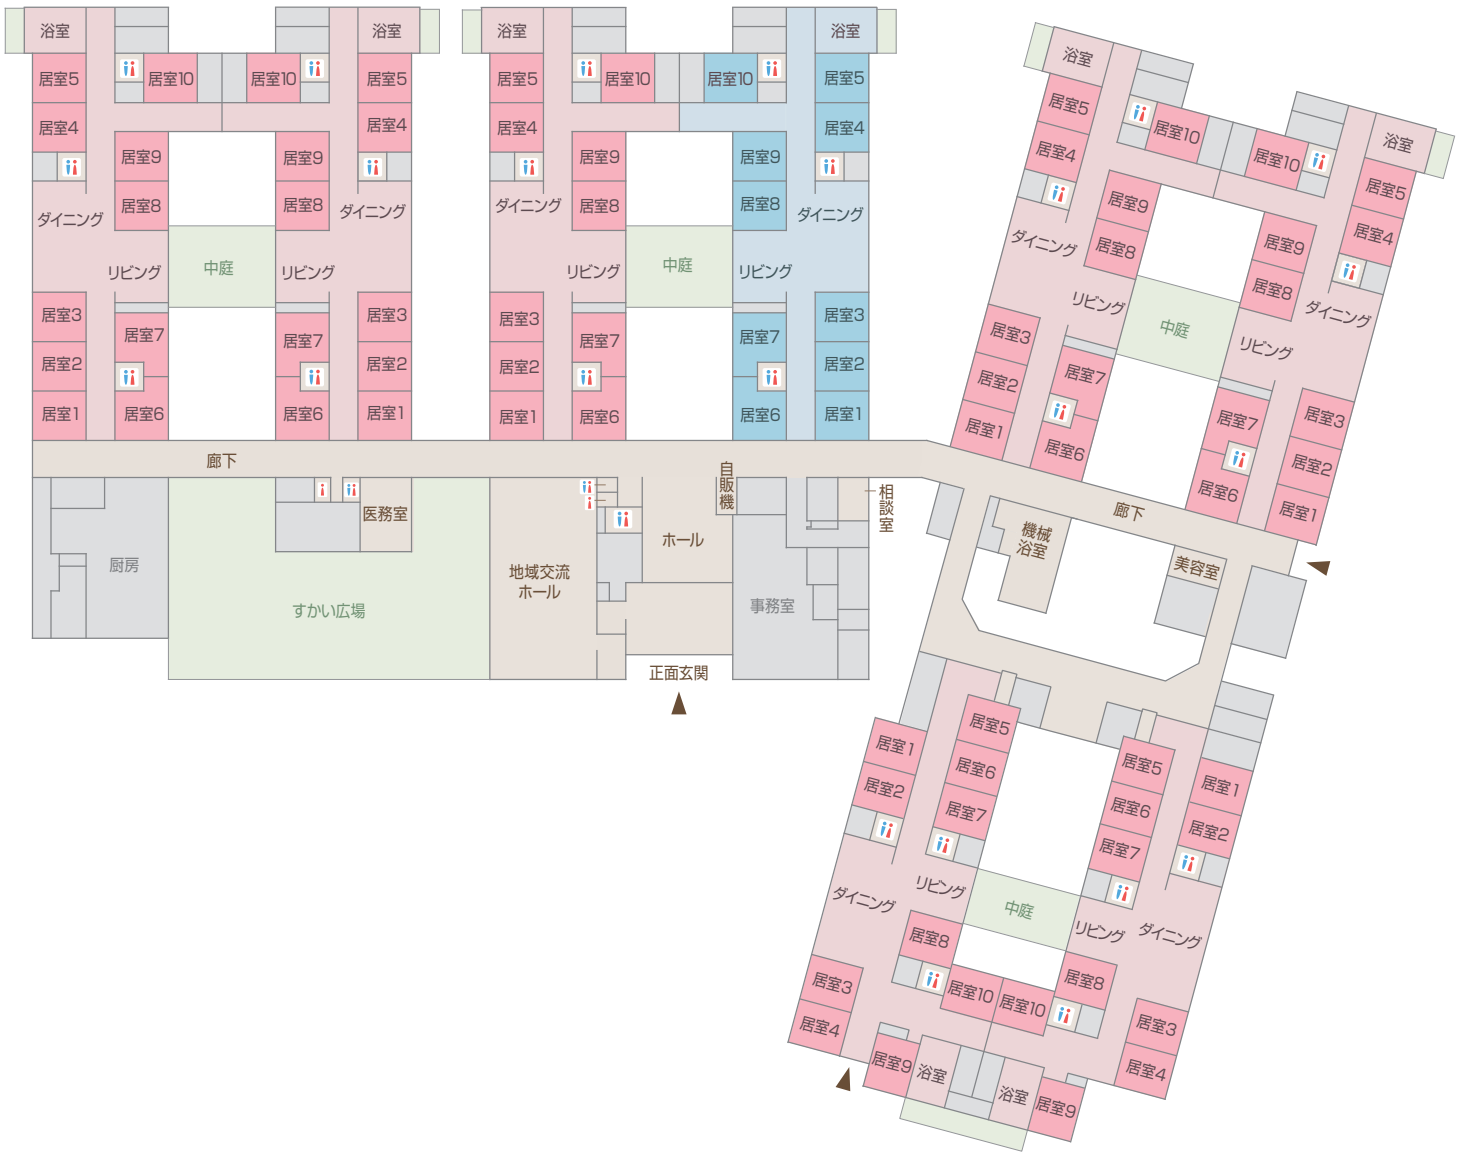 浴室
居室5
居室10
居室4
居室9
居室8
ダイニング
リビング
居室3
居室7
居室2
居室1
居室6
中庭
浴室
居室10
居室5
居室4
居室9
居室8
ダイニング
リビング
居室3
居室7
居室2
居室6
居室1
浴室
居室5
居室10
居室4
居室9
居室8
ダイニング
リビング
居室3
居室7
居室2
居室1
居室6
中庭
浴室
居室10
居室5
居室4
居室9
居室8
ダイニング
リビング
居室3
居室7
居室2
居室6
居室1
浴室
居室5
居室10
居室4
居室9
居室8
ダイニング
リビング
居室3
居室7
居室2
居室1
居室6
中庭
浴室
居室10
居室5
居室4
居室9
居室8
ダイニング
リビング
居室3
居室7
居室2
居室6
居室1
廊下
厨房
医務室
すかい広場
地域交流
ホール
ホール
自販機
事務室
相談室
正面玄関
廊下
機械
浴室
美容室
居室1
居室5
居室2
居室6
居室7
リビング
ダイニング
居室8
居室3
居室10
居室4
居室9
浴室
中庭
居室5
居室1
居室6
居室2
居室7
リビング
ダイニング
居室8
居室10
居室3
居室4
浴室
居室9